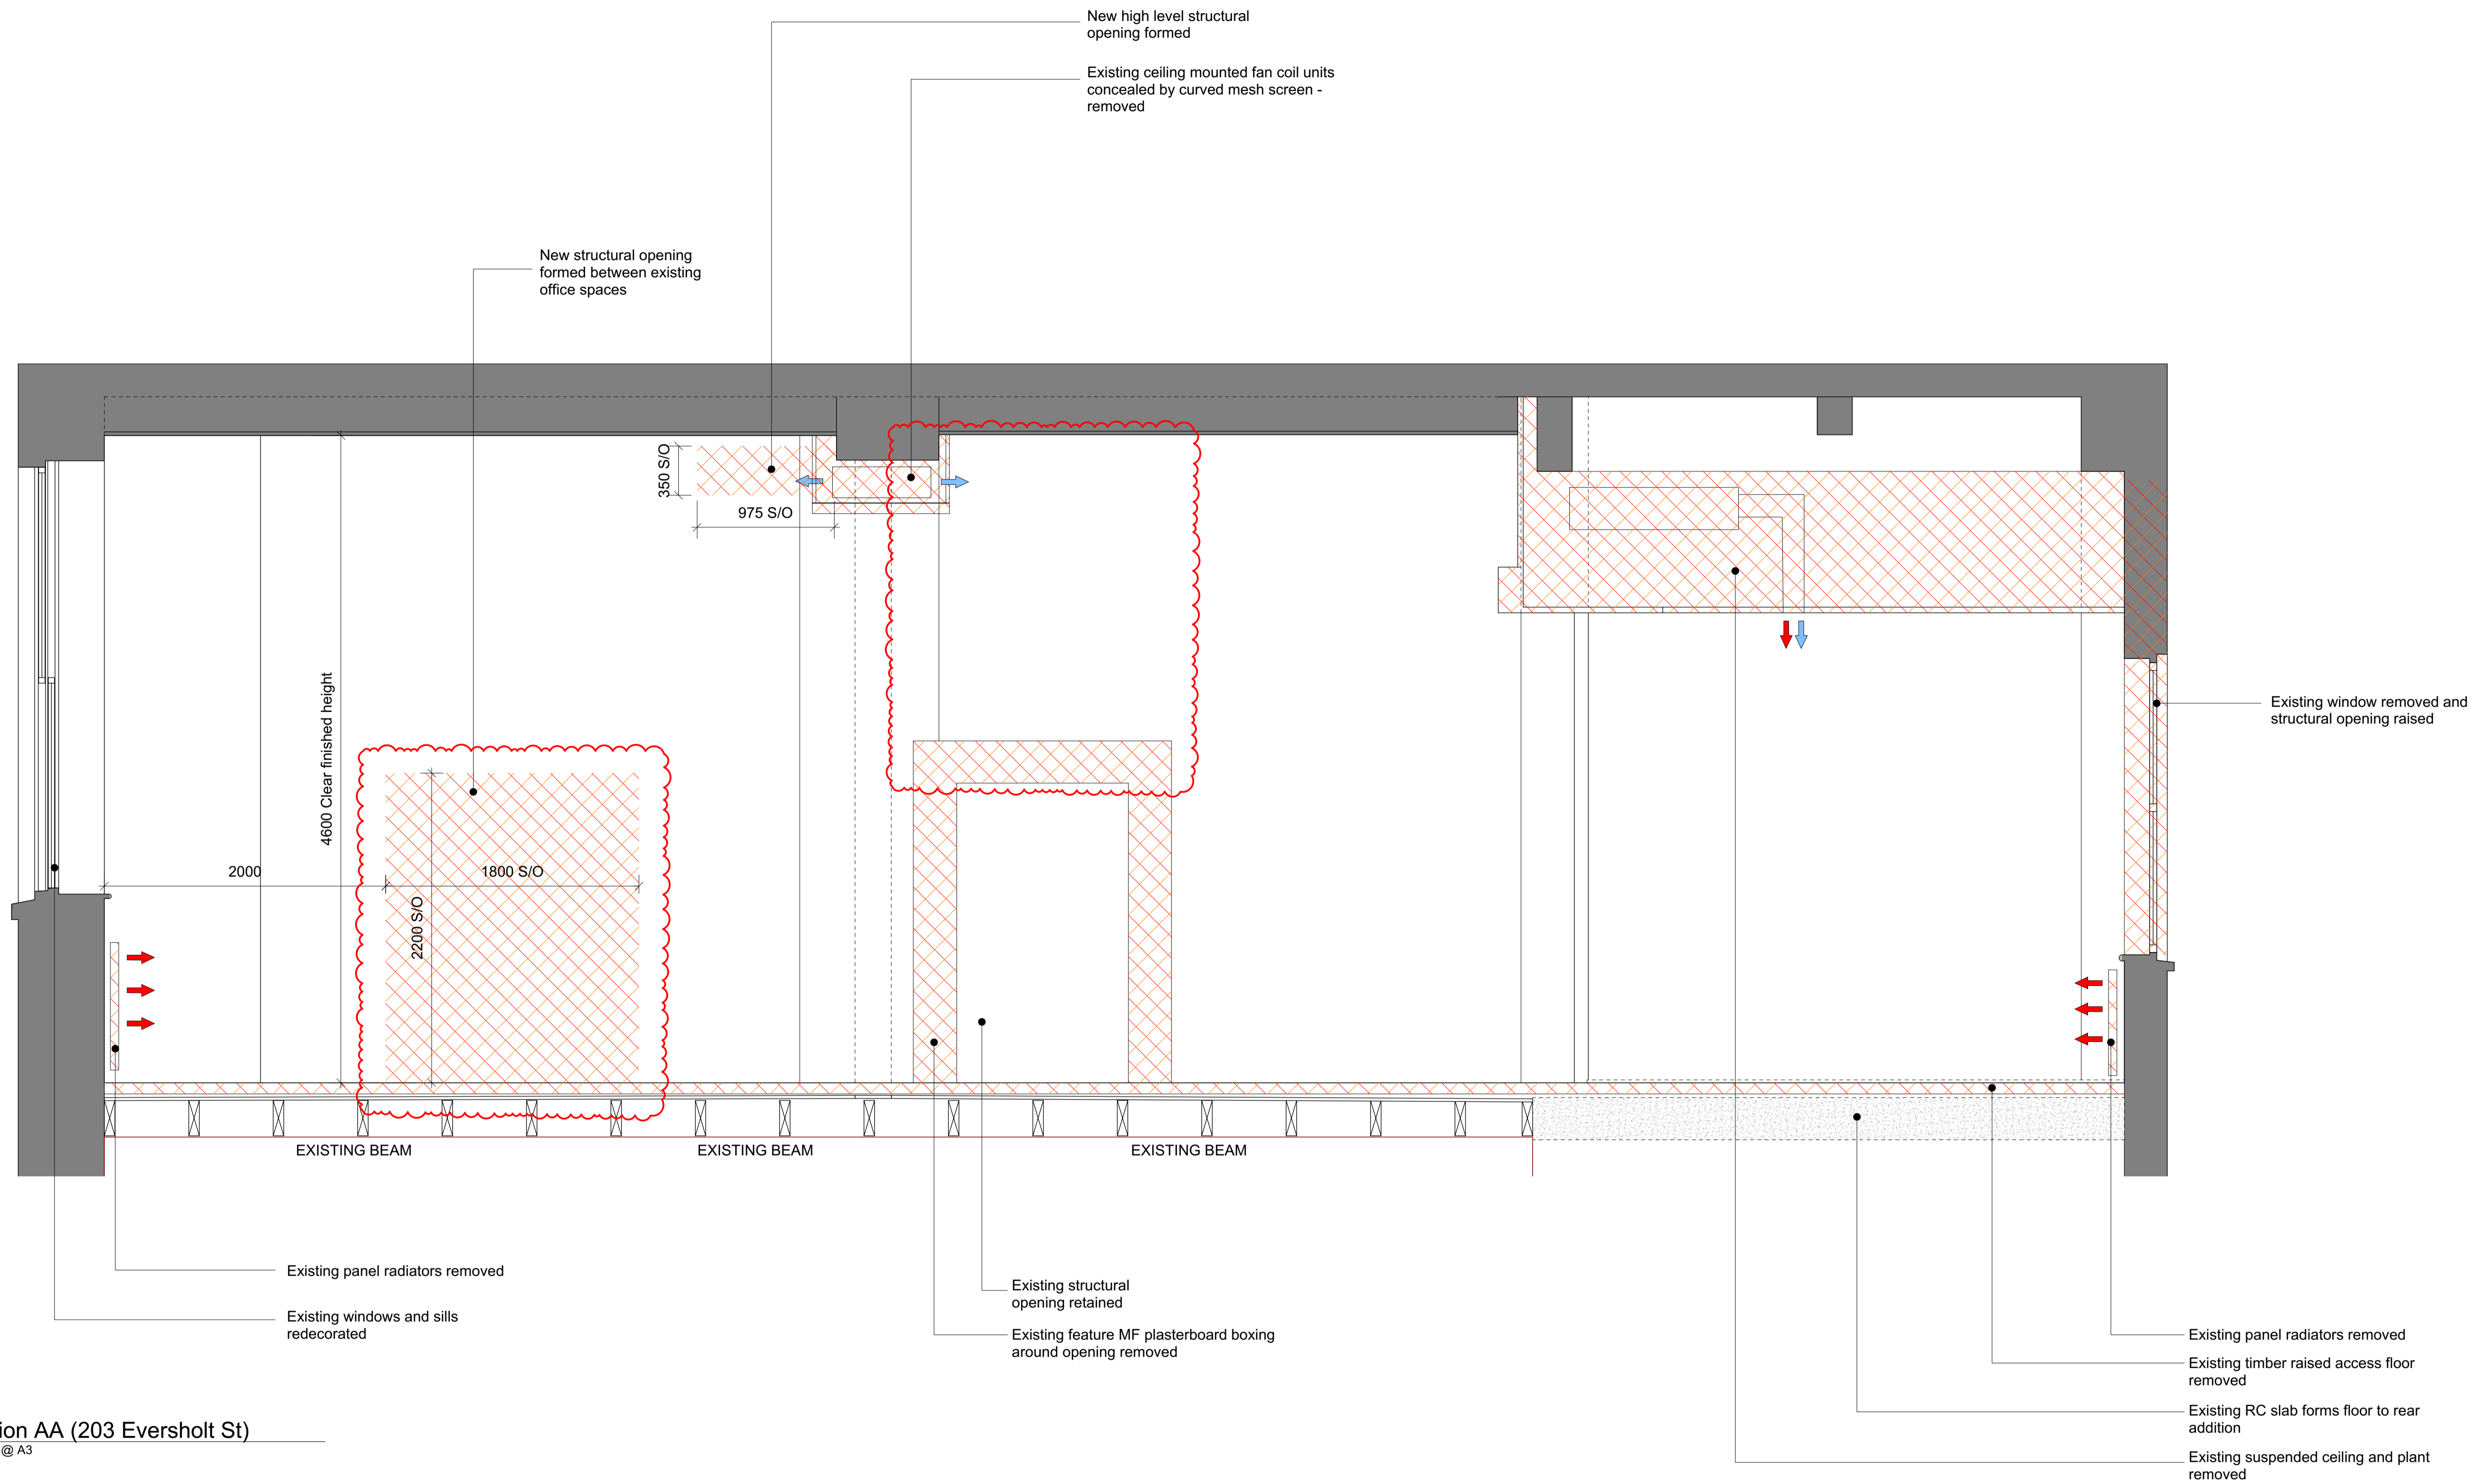 New high level structural
opening formed
Existing ceiling mounted fan coil units
concealed by curved mesh screen -
removed
New structural opening
formed between existing
office spaces
350 S/O
975 S/O
4600 Clear finished height
Existing window removed and
structural opening raised
2000
1800 S/O
2200 S/O
EXISTING BEAM
EXISTING BEAM
EXISTING BEAM
Existing panel radiators removed
Existing windows and sills
redecorated
Existing structural
opening retained
Existing feature MF plasterboard boxing
around opening removed
Existing panel radiators removed
Existing timber raised access floor
removed
Existing RC slab forms floor to rear
addition
Existing suspended ceiling and plant
removed
ion AA (203 Eversholt St)
@ A3